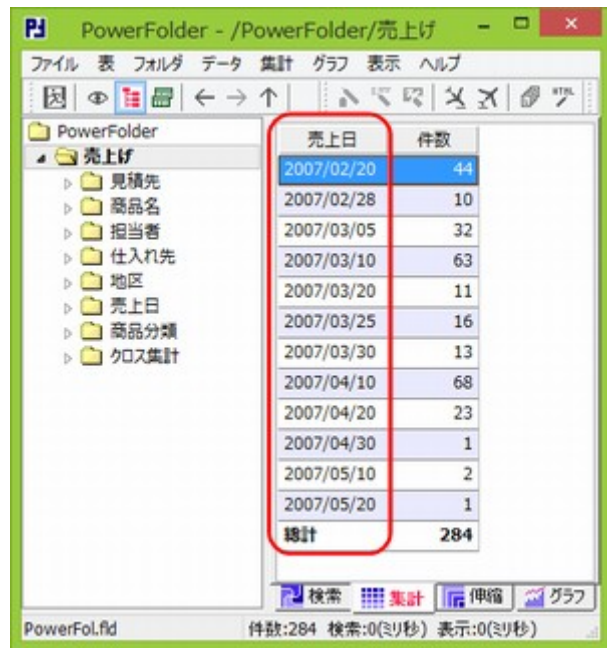 PowerFolder - /PowerFolder/売上げ
ファイル 表 フォルダ データ 集計 グラフ 表示 ヘルプ
HTML
PowerFolder
売上げ
見積先
商品名
担当者
仕入れ先
地区
売上日
商品分類
クロス集計
売上日 件数
2007/02/20 44
2007/02/28 10
2007/03/05 32
2007/03/10 63
2007/03/20 11
2007/03/25 16
2007/03/30 13
2007/04/10 68
2007/04/20 23
2007/04/30 1
2007/05/10 2
2007/05/20 1
総計 284
検索 集計 伸縮 グラフ
PowerFol.fld 件数:284 検索:0(ミリ秒) 表示:0(ミリ秒)